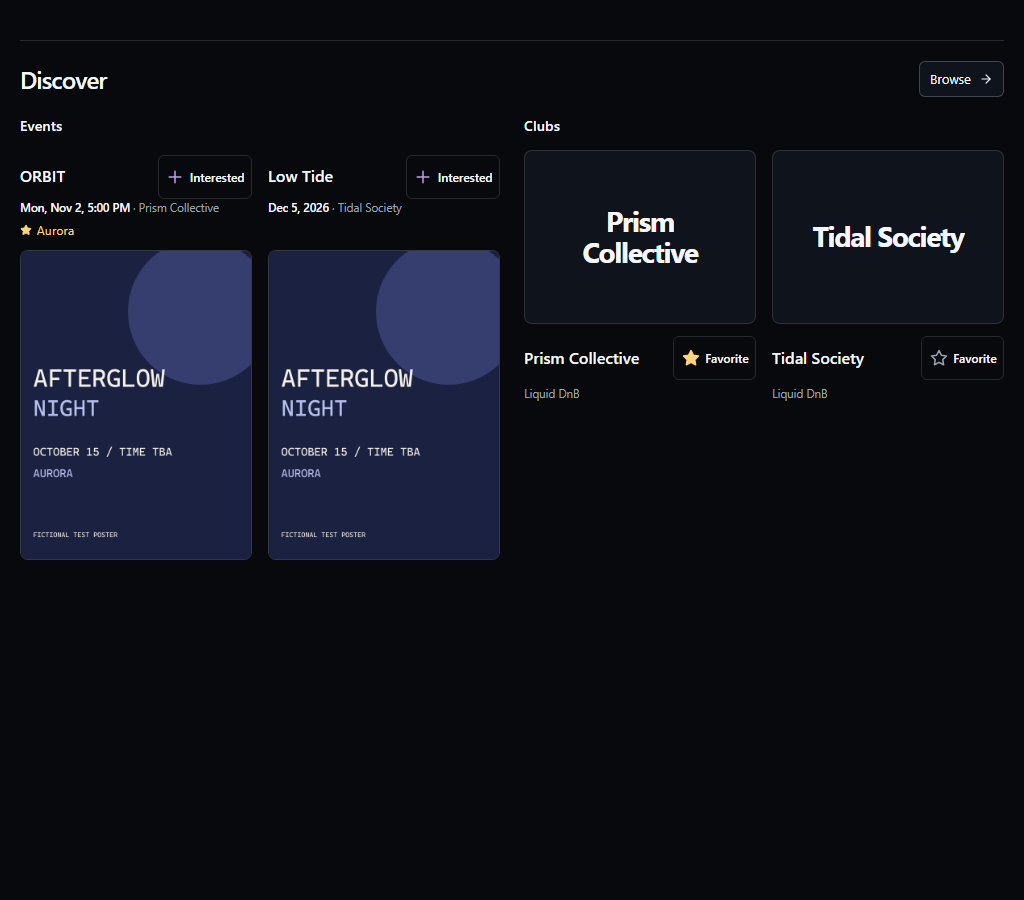 Discover
Browse
Events
ORBIT
Interested
Mon, Nov 2, 5:00 PM · Prism Collective
Aurora
AFTERGLOW
NIGHT
OCTOBER 15 / TIME TBA
AURORA
FICTIONAL TEST POSTER
Low Tide
Interested
Dec 5, 2026 · Tidal Society
AFTERGLOW
NIGHT
OCTOBER 15 / TIME TBA
AURORA
FICTIONAL TEST POSTER
Clubs
Prism
Collective
Prism Collective
Favorite
Liquid DnB
Tidal Society
Tidal Society
Favorite
Liquid DnB